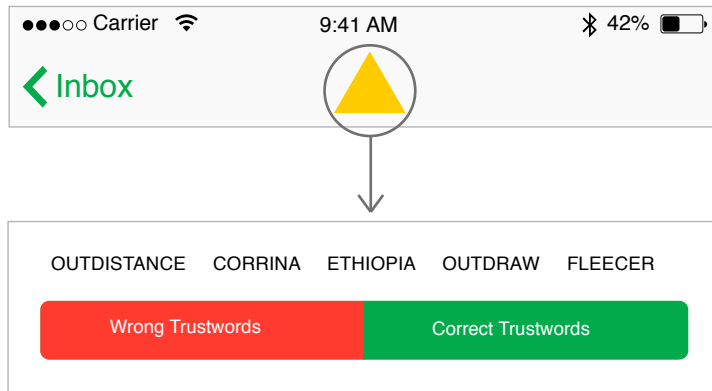 Carrier 9:41 AM 42%
Inbox
OUTDISTANCE CORRINA ETHIOPIA OUTDRAW FLEECER
Wrong Trustwords Correct Trustwords